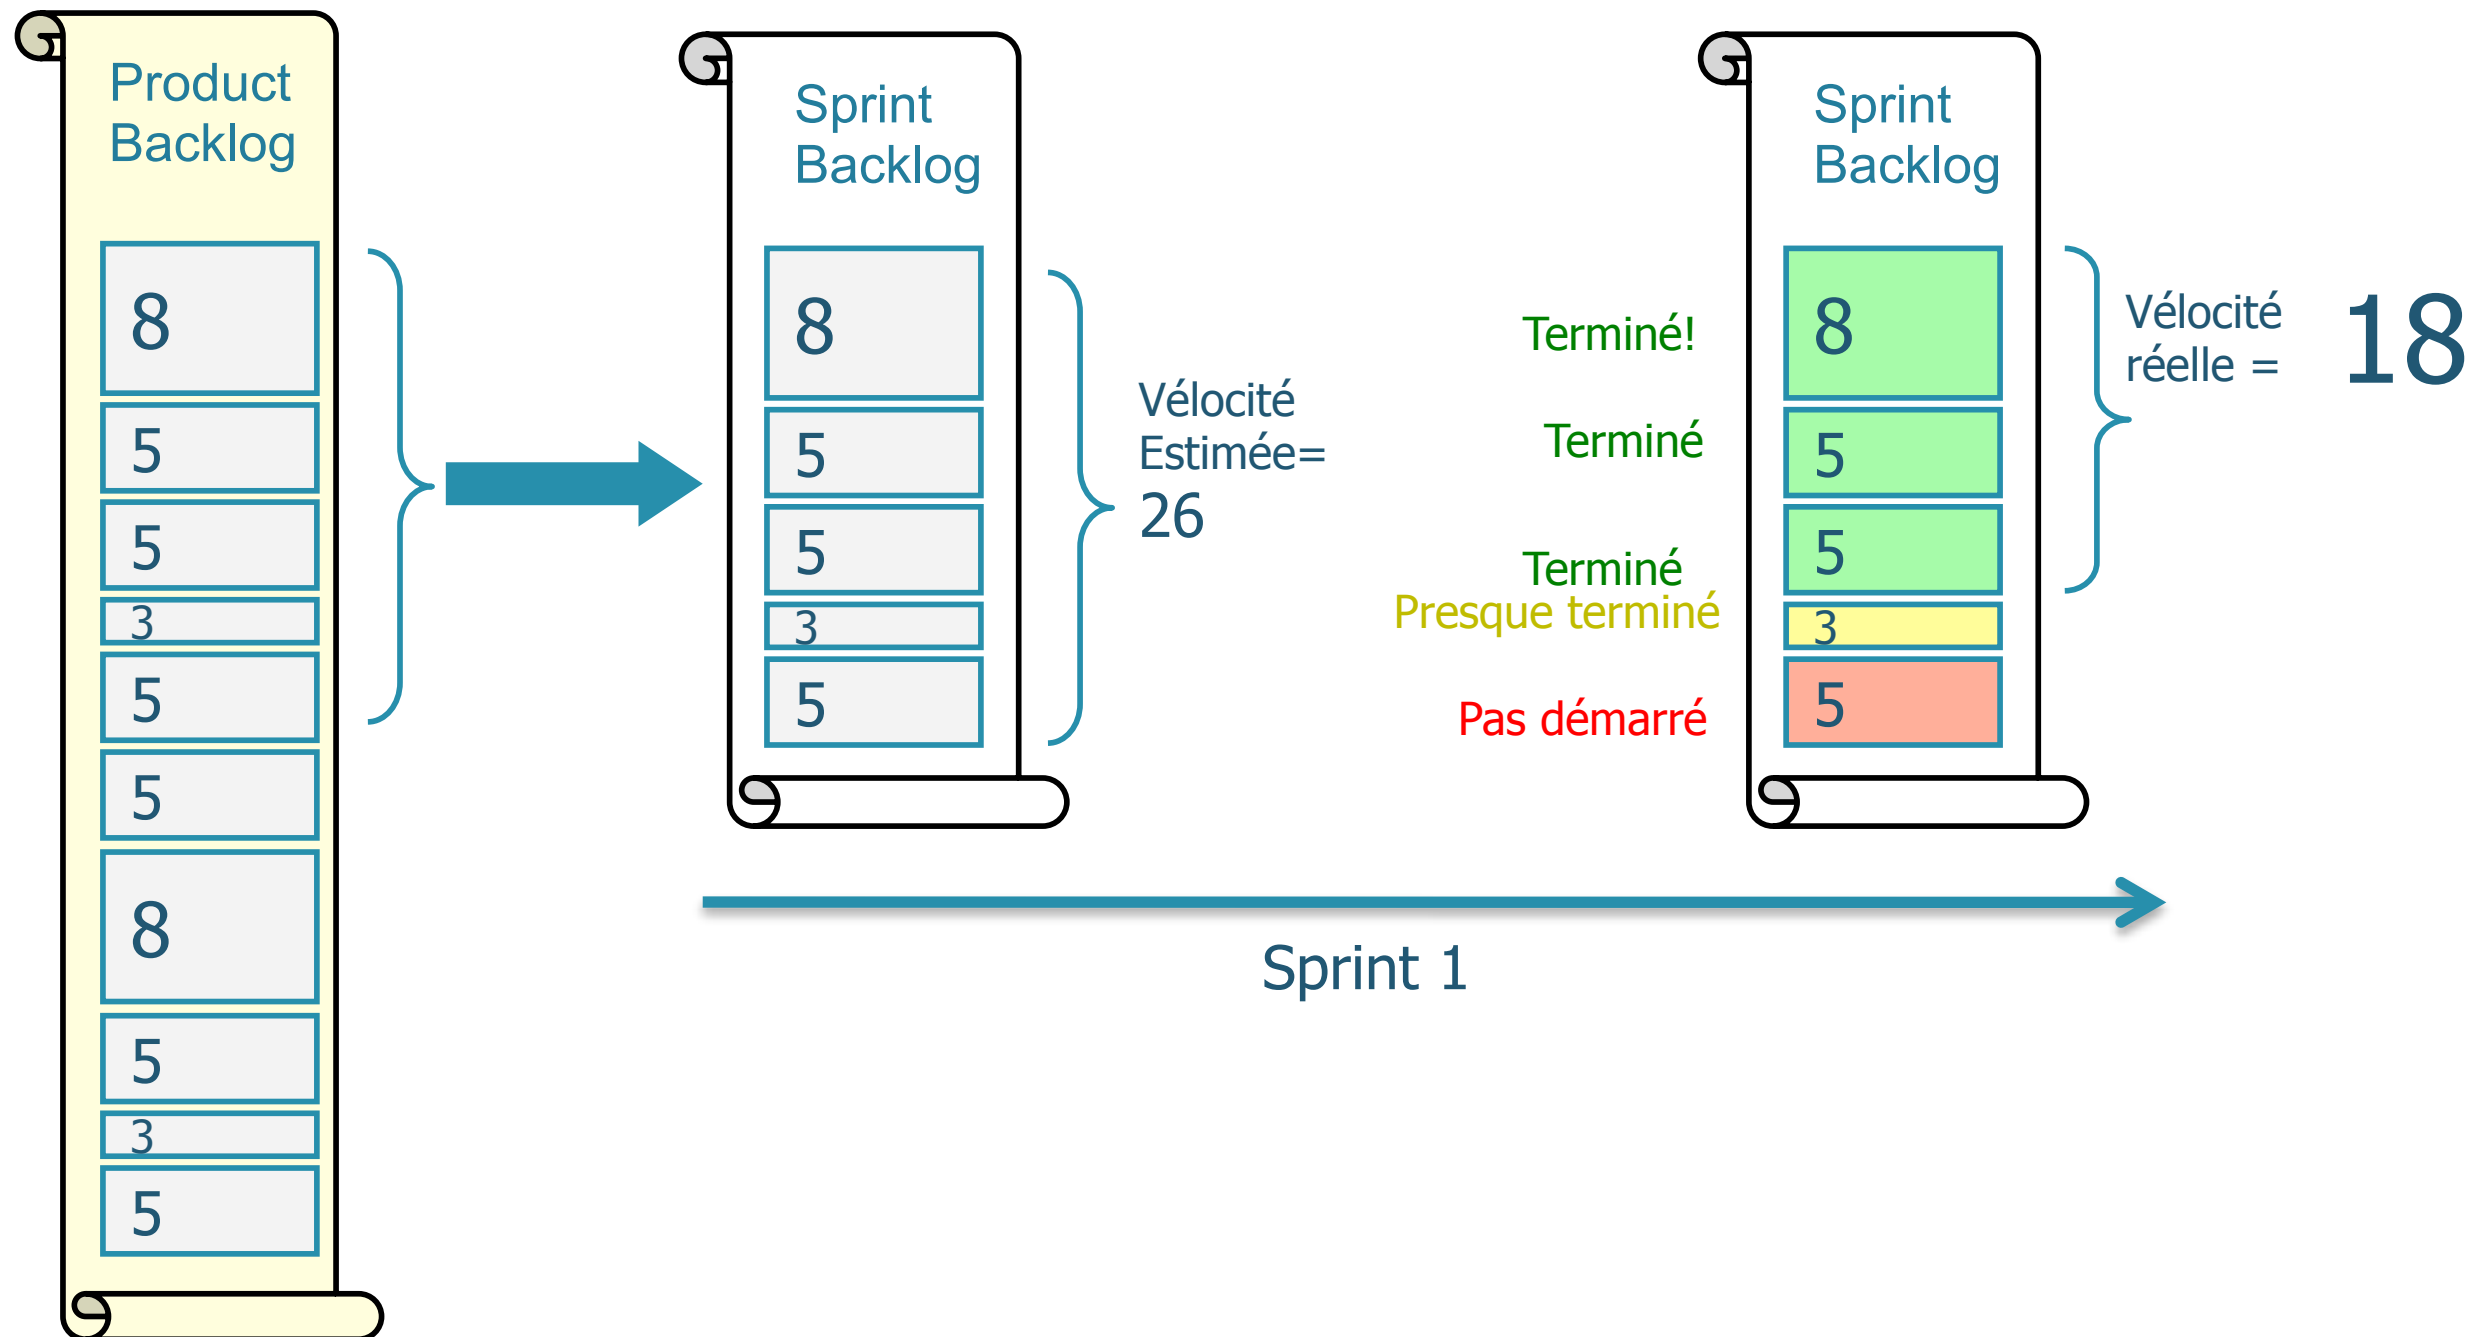 Product
Backlog
8
5
5
3
5
5
8
5
3
5
Sprint
Backlog
8
5
5
3
5
Vélocité
Estimée=
26
Terminé!
Terminé
Terminé
Presque terminé
Pas démarré
Sprint
Backlog
8
5
5
3
5
Vélocité
réelle =
18
Sprint 1